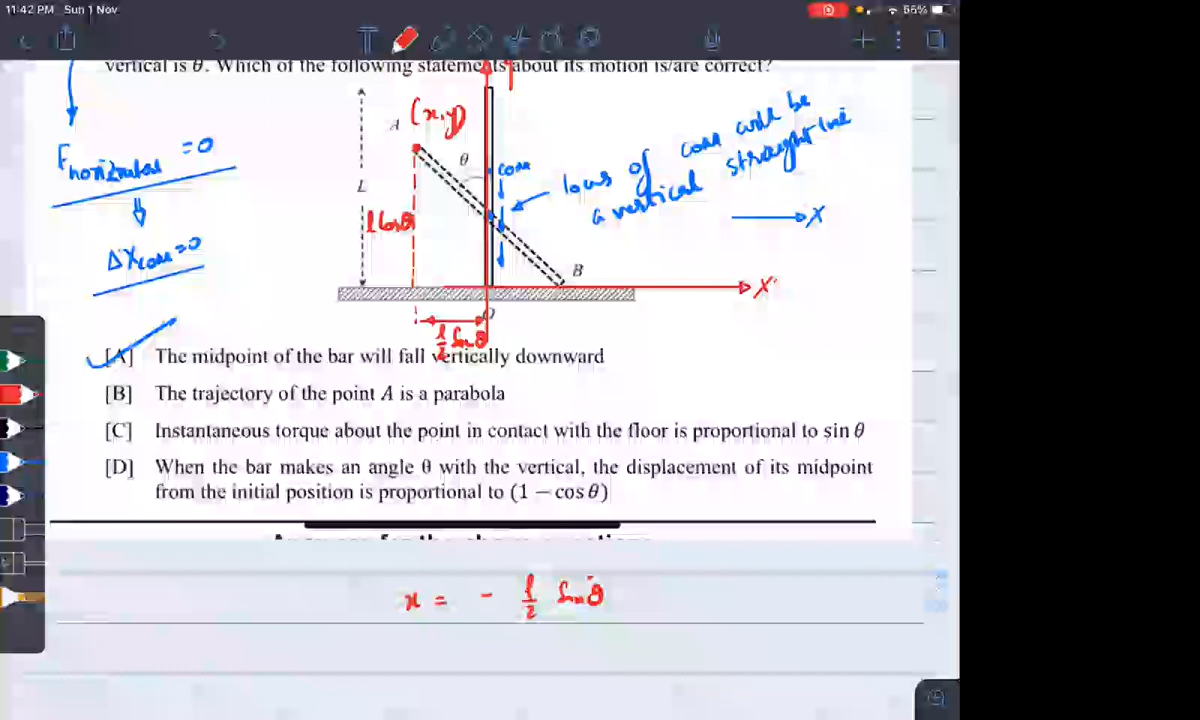 11:42 PM Sun 1 Nov
56%
vertical is θ. Which of the following statements about its motion is/are correct?
y
A
(x,y)
θ
com
L
l cosθ
B
O
x
l/2 sinθ
F horizontal = 0
ΔX com = 0
locus of com will be
a vertical straight line
x
[A] The midpoint of the bar will fall vertically downward
[B] The trajectory of the point A is a parabola
[C] Instantaneous torque about the point in contact with the floor is proportional to sin θ
[D] When the bar makes an angle θ with the vertical, the displacement of its midpoint
from the initial position is proportional to (1 − cos θ)
x = - l/2 sinθ